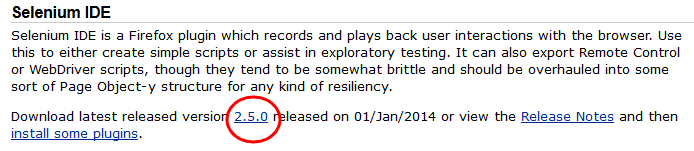 Selenium IDE
Selenium IDE is a Firefox plugin which records and plays back user interactions with the browser. Use
this to either create simple scripts or assist in exploratory testing. It can also export Remote Control
or WebDriver scripts, though they tend to be somewhat brittle and should be overhauled into some
sort of Page Object-y structure for any kind of resiliency.
Download latest released version 2.5.0 released on 01/Jan/2014 or view the Release Notes and then
install some plugins.